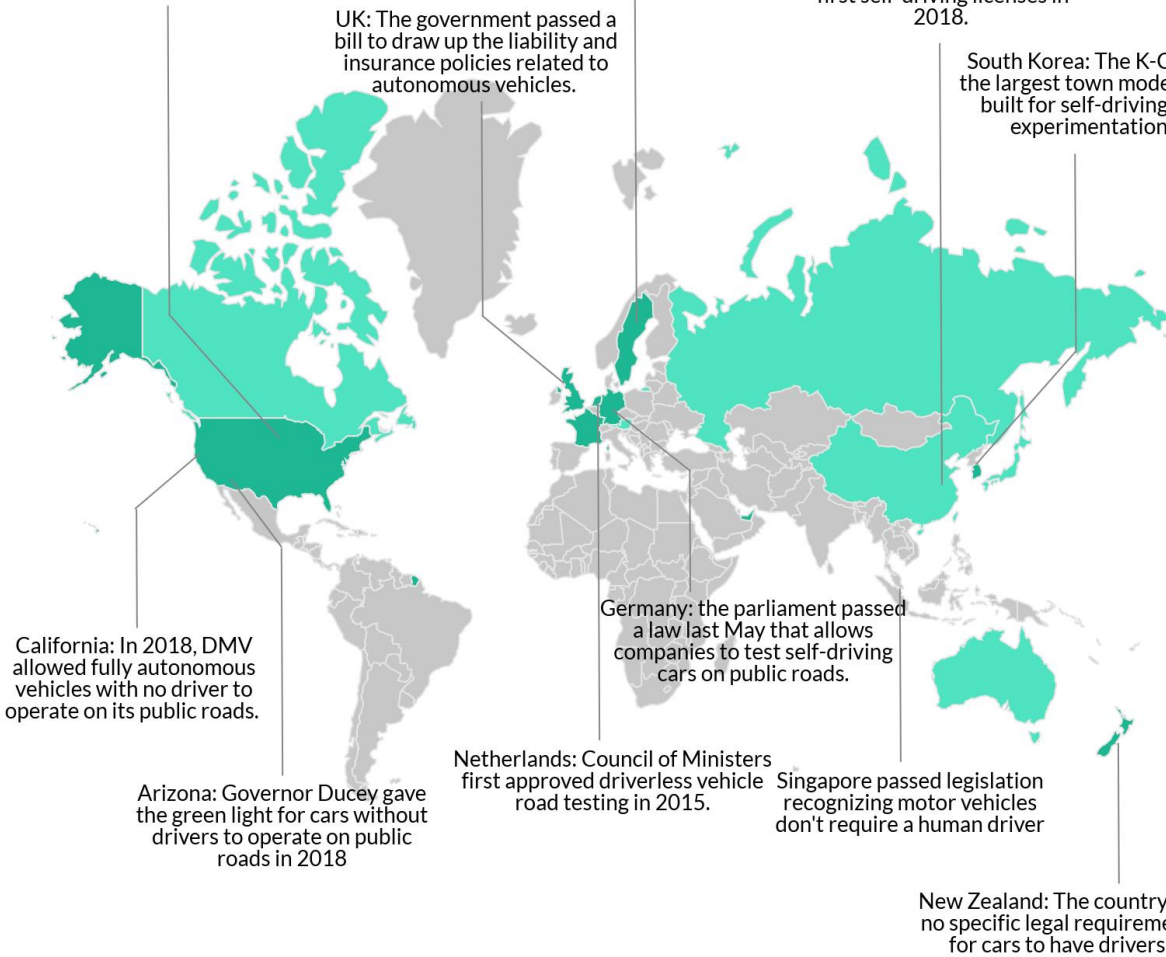 first self-driving licenses in
2018.
UK: The government passed a
bill to draw up the liability and
insurance policies related to
autonomous vehicles.
South Korea: The
the largest town
built for self-driving
experimentation
Germany: the parliament passed
a law last May that allows
companies to test self-driving
cars on public roads.
California: In 2018, DMV
allowed fully autonomous
vehicles with no driver to
operate on its public roads.
Netherlands: Council of Ministers
first approved driverless vehicle
road testing in 2015.
Singapore passed legislation
recognizing motor vehicles
don't require a human driver
Arizona: Governor Ducey gave
the green light for cars without
drivers to operate on public
roads in 2018
New Zealand: The country
no specific legal
for cars to have drivers